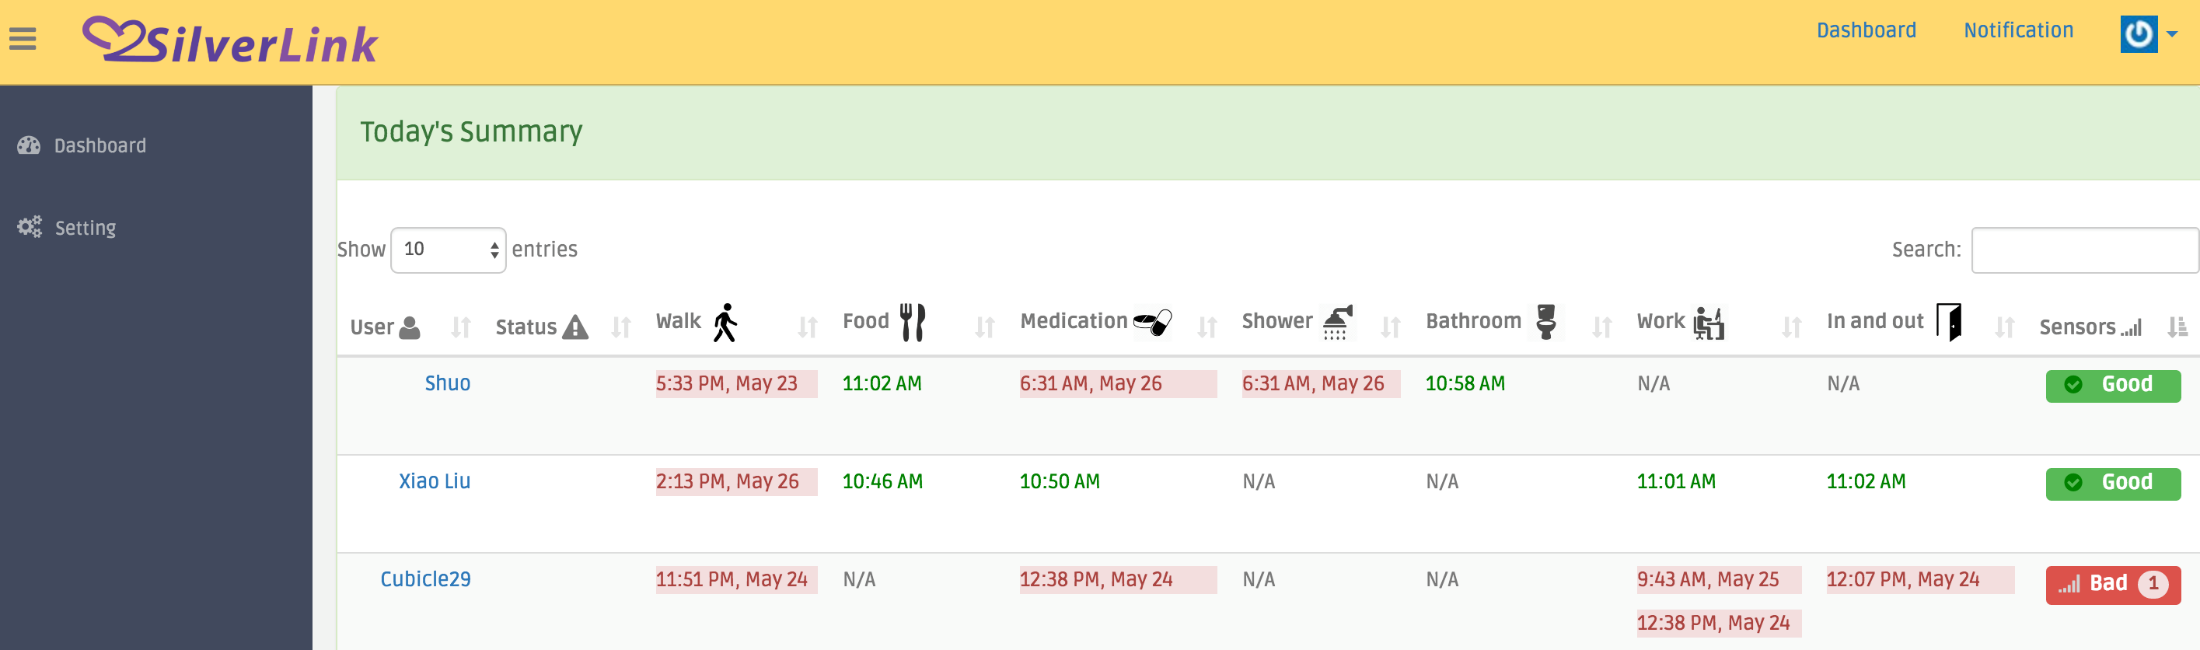 SilverLink
Dashboard Notification
Dashboard
Setting
Today's Summary
Show 10 entries
Search:
User Status Walk Food Medication Shower Bathroom Work In and out Sensors
Shuo 5:33 PM, May 23 11:02 AM 6:31 AM, May 26 6:31 AM, May 26 10:58 AM N/A N/A Good
Xiao Liu 2:13 PM, May 26 10:46 AM 10:50 AM N/A N/A 11:01 AM 11:02 AM Good
Cubicle29 11:51 PM, May 24 N/A 12:38 PM, May 24 N/A N/A 9:43 AM, May 25 12:07 PM, May 24 Bad 1
12:38 PM, May 24